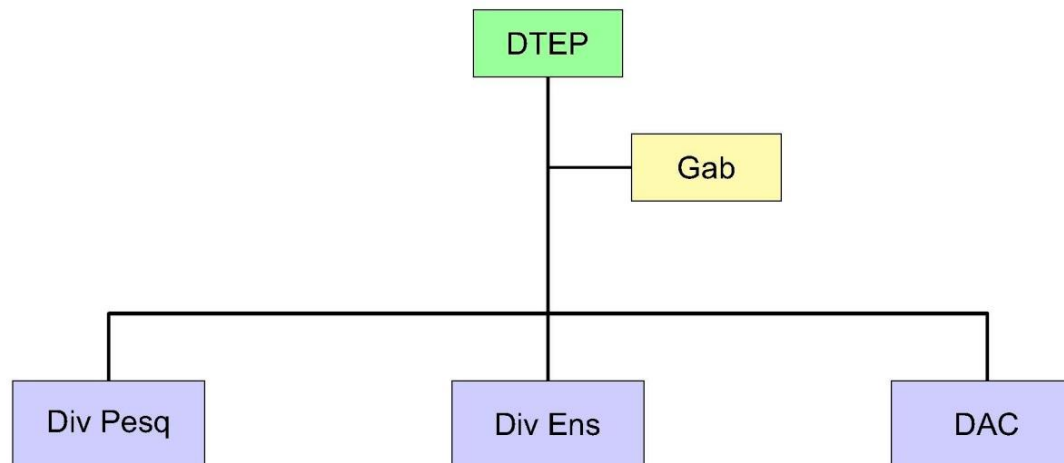 DTEP
Gab
Div Pesq
Div Ens
DAC